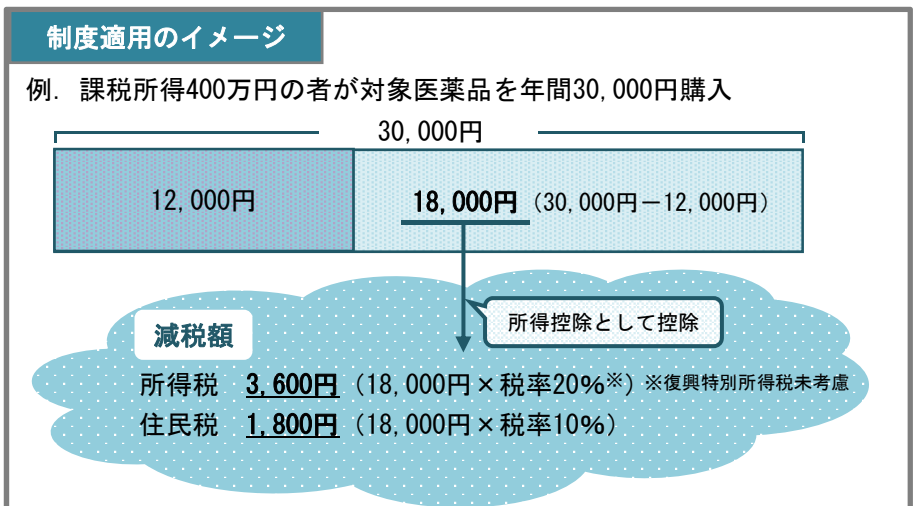 制度適用のイメージ
例．課税所得400万円の者が対象医薬品を年間30,000円購入
30,000円
12,000円
18,000円（30,000円－12,000円）
所得控除として控除
減税額
所得税　3,600円（18,000円×税率20%※）※復興特別所得税未考慮
住民税　1,800円（18,000円×税率10%）